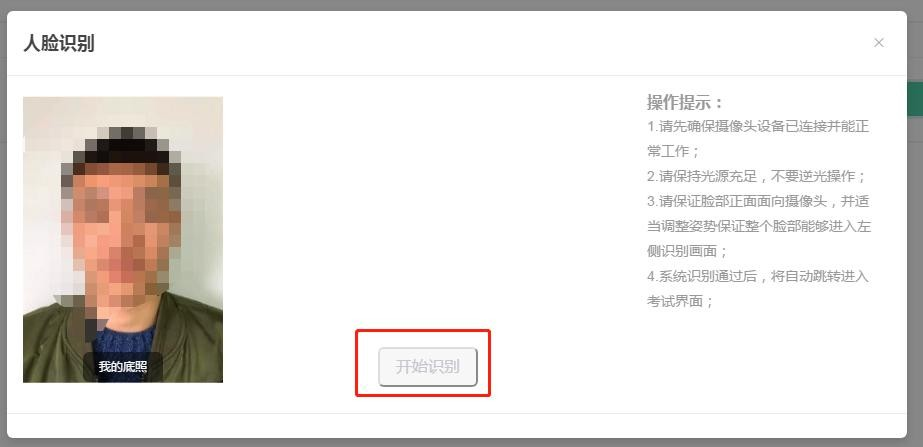 人脸识别
操作提示：
1.请先确保摄像头设备已连接并能正
常工作；
2.请保持光源充足，不要逆光操作；
3.请保证脸部正面面向摄像头，并适
当调整姿势保证整个脸部能够进入左
侧识别画面；
4.系统识别通过后，将自动跳转进入
考试界面；
我的底照
开始识别